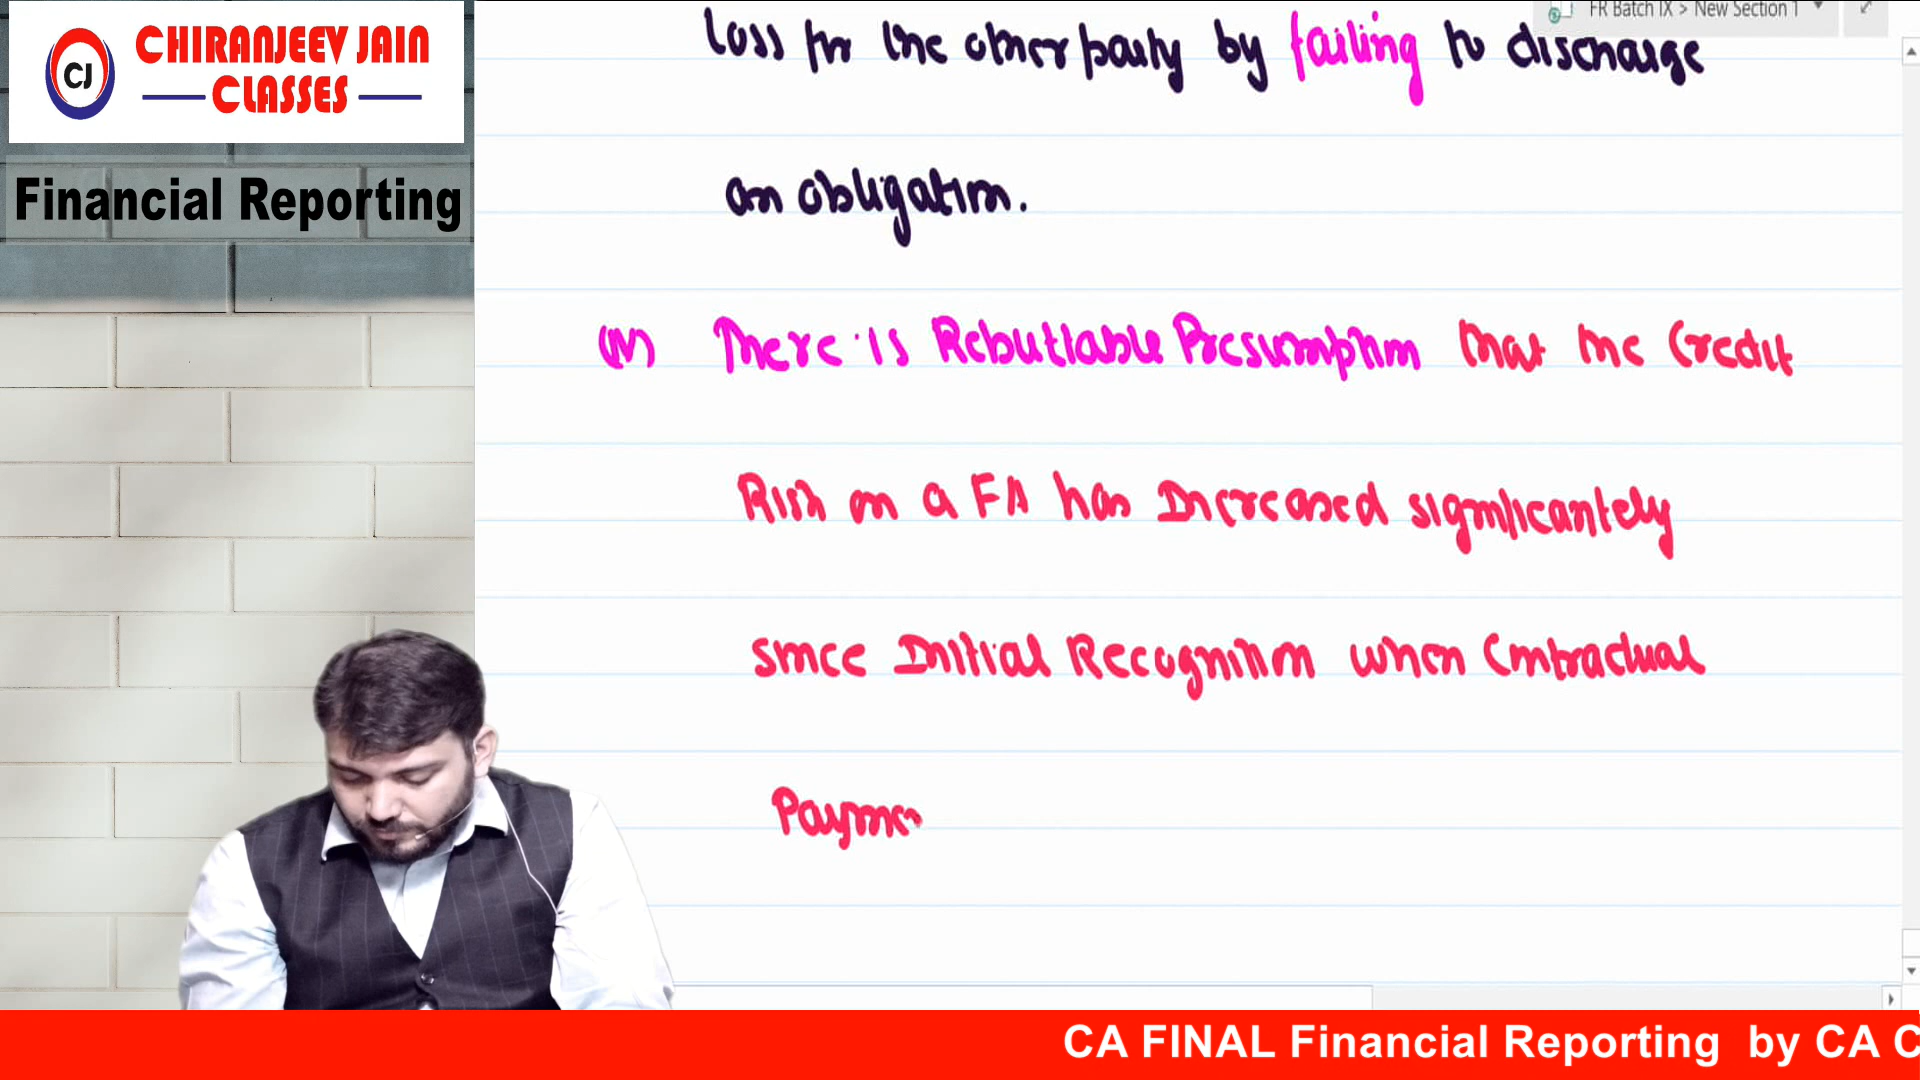 FR Batch IX > New Section 1
CHIRANJEEV JAIN
CLASSES
CJ
Financial Reporting
loss for the other party by failing to discharge
an obligation.
(iv) There is Rebuttable Presumption that the Credit
Risk on a FA has Increased significantely
since Initial Recognition when Contractual
Payme
CA FINAL Financial Reporting by CA C